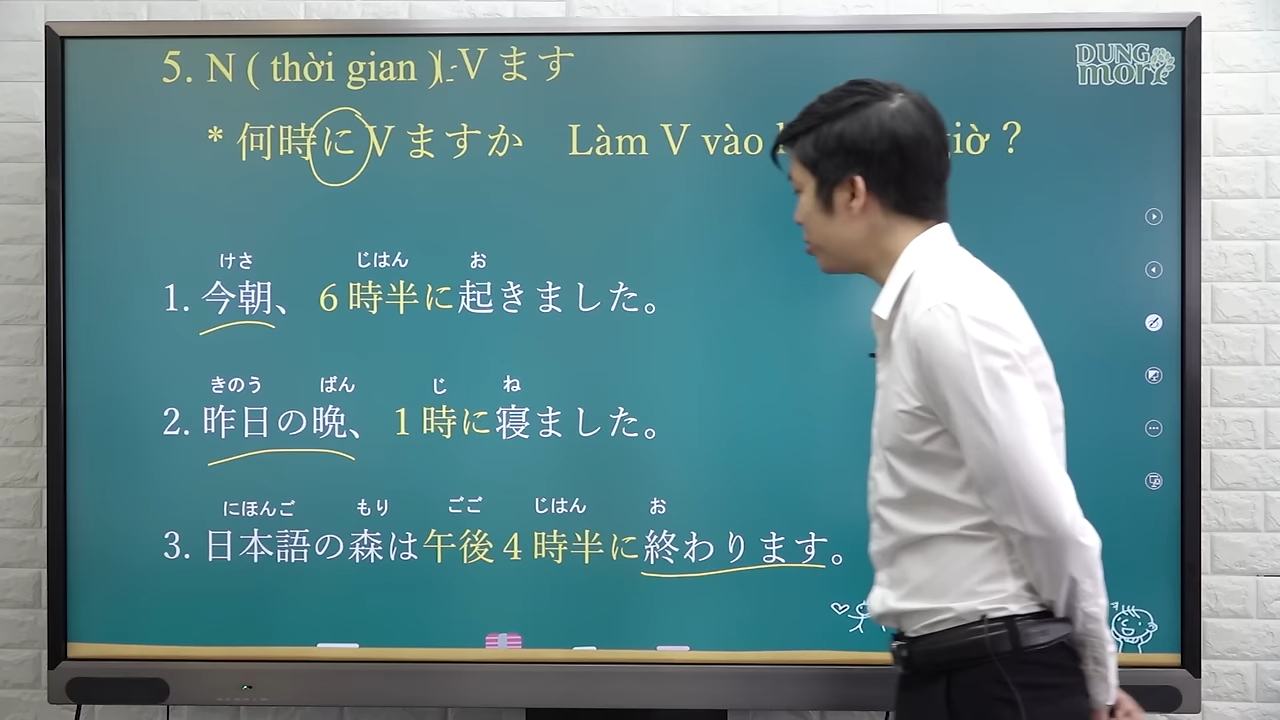 DUNG
mori
5. N ( thời gian ) に V ます
* 何時に V ますか Làm V vào giờ ?
けさ じはん お
1. 今朝、 6 時半に起きました。
きのう ばん じ ね
2. 昨日の晩、 1 時に寝ました。
にほんご もり ごご じはん お
3. 日本語の森は午後 4 時半に終わります。